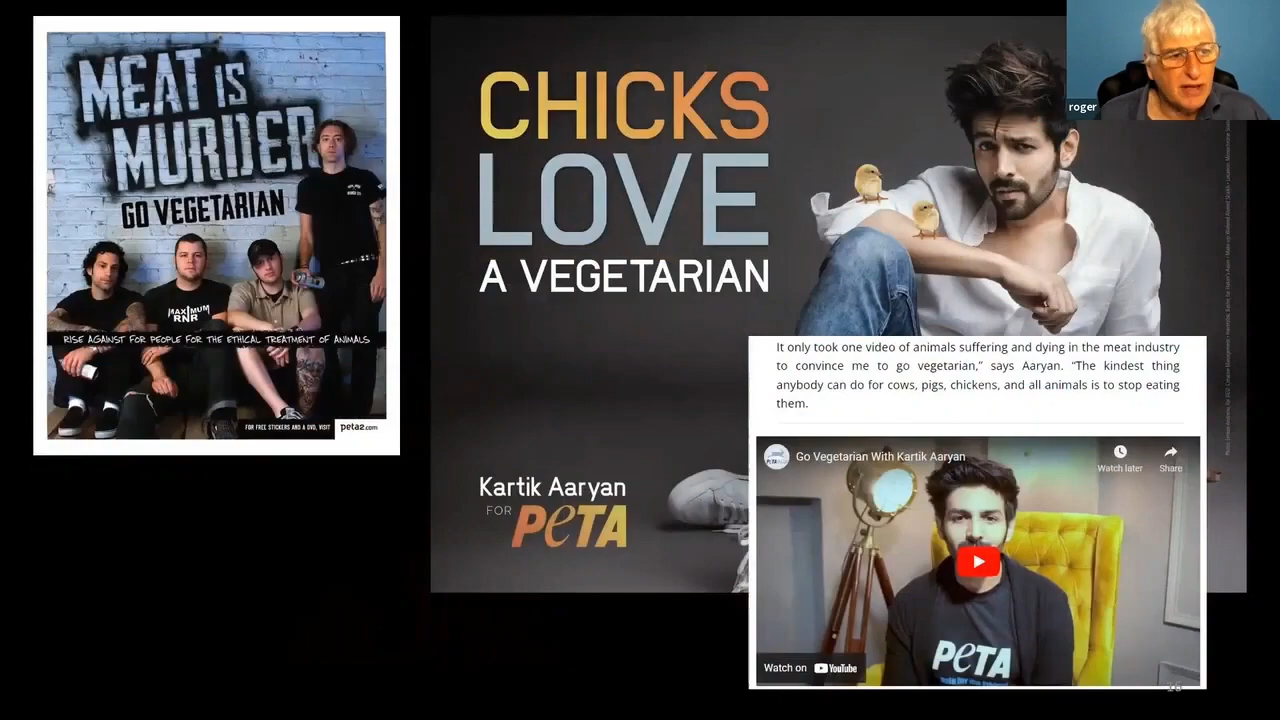 MEAT IS
MURDER
GO VEGETARIAN
MAXIMUM
RNR
RISE AGAINST FOR PEOPLE FOR THE ETHICAL TREATMENT OF ANIMALS
FOR FREE STICKERS AND A DVD, VISIT
peta2.com
CHICKS
LOVE
A VEGETARIAN
Kartik Aaryan
FOR
PeTA
roger
It only took one video of animals suffering and dying in the meat industry
to convince me to go vegetarian,” says Aaryan. “The kindest thing
anybody can do for cows, pigs, chickens, and all animals is to stop eating
them.
Go Vegetarian With Kartik Aaryan
Watch later
Share
PeTA
Watch on YouTube